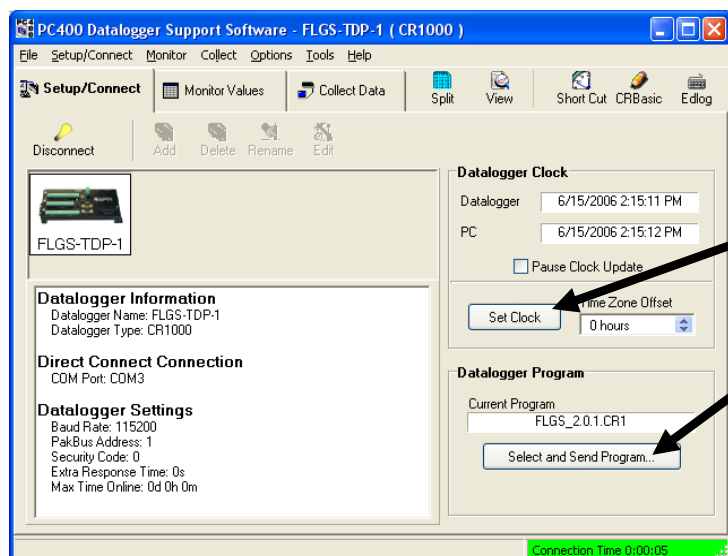 PC400 Datalogger Support Software - FLGS-TDP-1 ( CR1000 )
File Setup/Connect Monitor Collect Options Tools Help
Setup/Connect Monitor Values Collect Data Split View Short Cut CRBasic Edlog
Disconnect Add Delete Rename Edit
FLGS-TDP-1
Datalogger Information
Datalogger Name: FLGS-TDP-1
Datalogger Type: CR1000
Direct Connect Connection
COM Port: COM3
Datalogger Settings
Baud Rate: 115200
PakBus Address: 1
Security Code: 0
Extra Response Time: 0s
Max Time Online: 0d 0h 0m
Datalogger Clock
Datalogger 6/15/2006 2:15:11 PM
PC 6/15/2006 2:15:12 PM
Pause Clock Update
Time Zone Offset
Set Clock 0 hours
Datalogger Program
Current Program
FLGS_2.0.1.CR1
Select and Send Program...
Connection Time 0:00:05